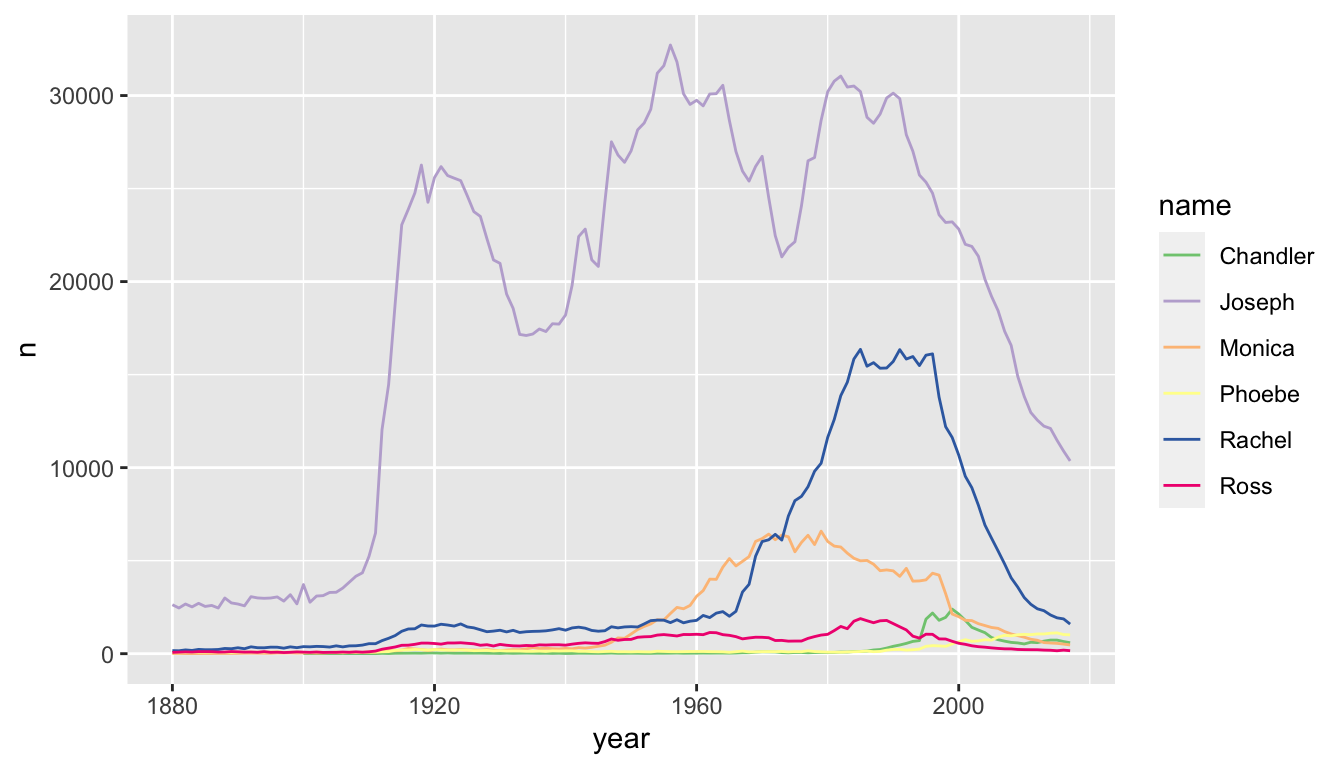 30000
20000
10000
0
n
1880
1920
1960
2000
year
name
Chandler
Joseph
Monica
Phoebe
Rachel
Ross